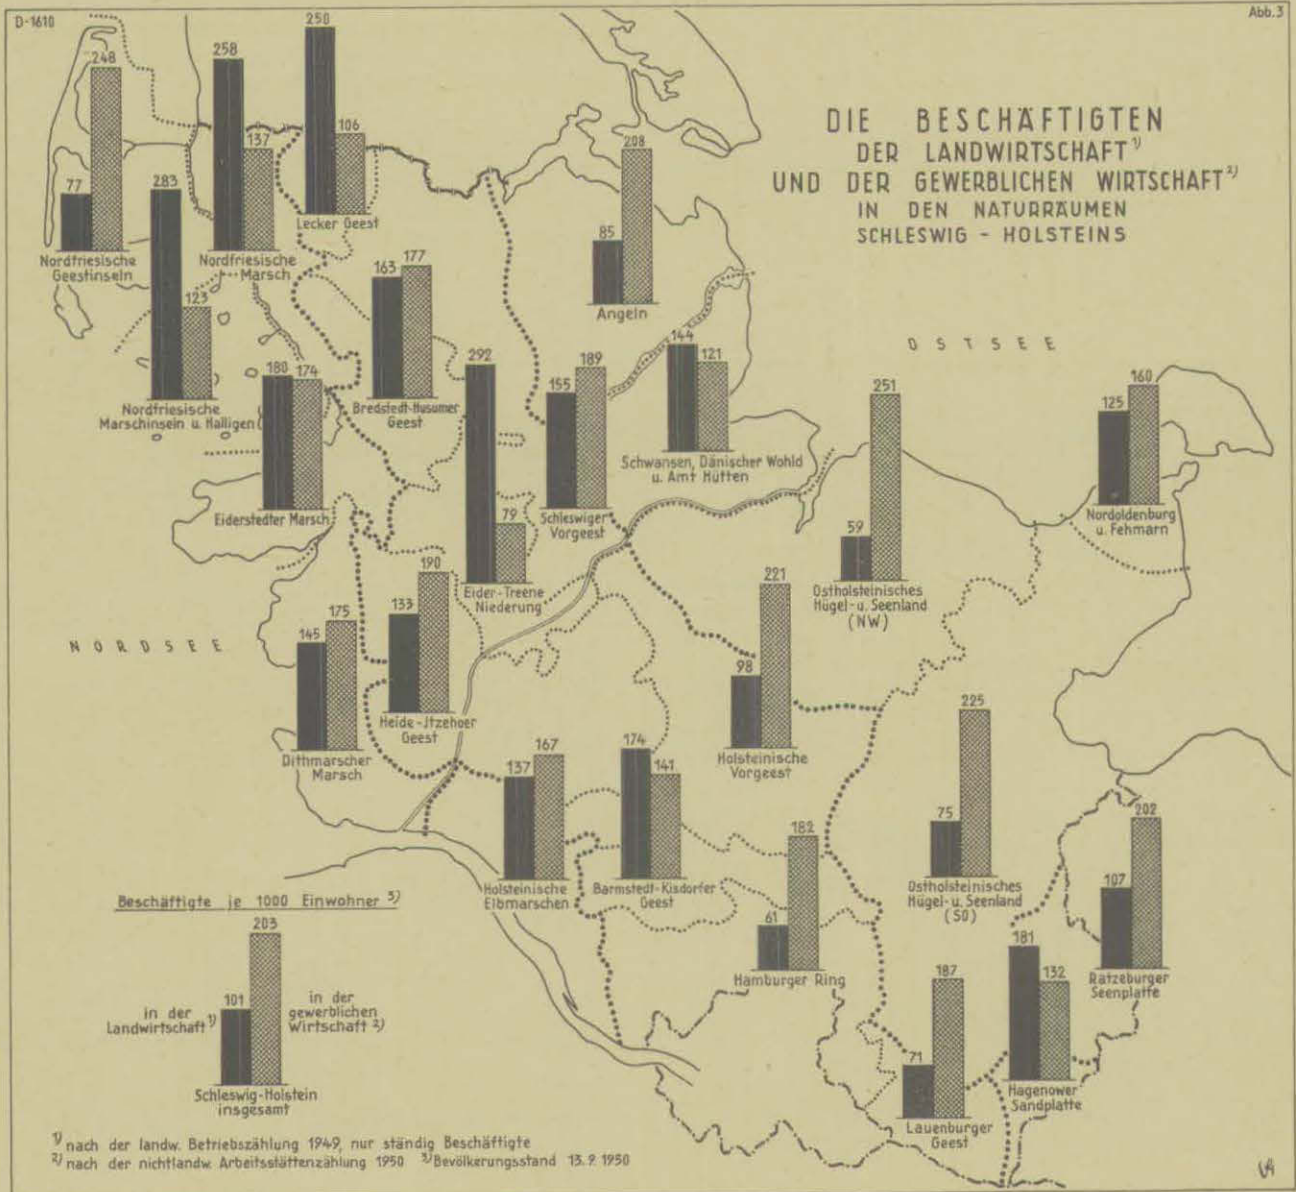 D-1610
Abb.3
DIE BESCHÄFTIGTEN
DER LANDWIRTSCHAFT 1)
UND DER GEWERBLICHEN WIRTSCHAFT 2)
IN DEN NATURRÄUMEN
SCHLESWIG - HOLSTEINS
77 248
Nordfriesische
Geestinseln
258 137
Nordfriesische
Marsch
250 106
Lecker Geest
283 123
Nordfriesische
Marschinseln u. Halligen
163 177
Bredstedt-Husumer
Geest
85 208
Angeln
180 174
Eiderstedter Marsch
292 79
Eider-Treene
Niederung
155 189
Schleswiger
Vorgeest
144 121
Schwansen, Dänischer Wohld
u. Amt Hütten
OSTSEE
59 251
Ostholsteinisches
Hügel- u. Seenland
(NW)
125 160
Nordoldenburg
u. Fehmarn
NORDSEE
145 175
Dithmarscher
Marsch
133 190
Heide-Jtzehoer
Geest
98 221
Holsteinische
Vorgeest
137 167
Holsteinische
Elbmarschen
174 141
Barmstedt-Kisdorfer
Geest
61 182
Hamburger Ring
75 225
Ostholsteinisches
Hügel- u. Seenland
(SO)
107 202
Ratzeburger
Seenplatte
71 187
Lauenburger
Geest
181 132
Hagenower
Sandplatte
Beschäftigte je 1000 Einwohner 3)
101 203
in der
Landwirtschaft 1)
in der
gewerblichen
Wirtschaft 2)
Schleswig-Holstein
insgesamt
1) nach der landw. Betriebszählung 1949, nur ständig Beschäftigte
2) nach der nichtlandw. Arbeitsstättenzählung 1950 3) Bevölkerungsstand 13.9.1950